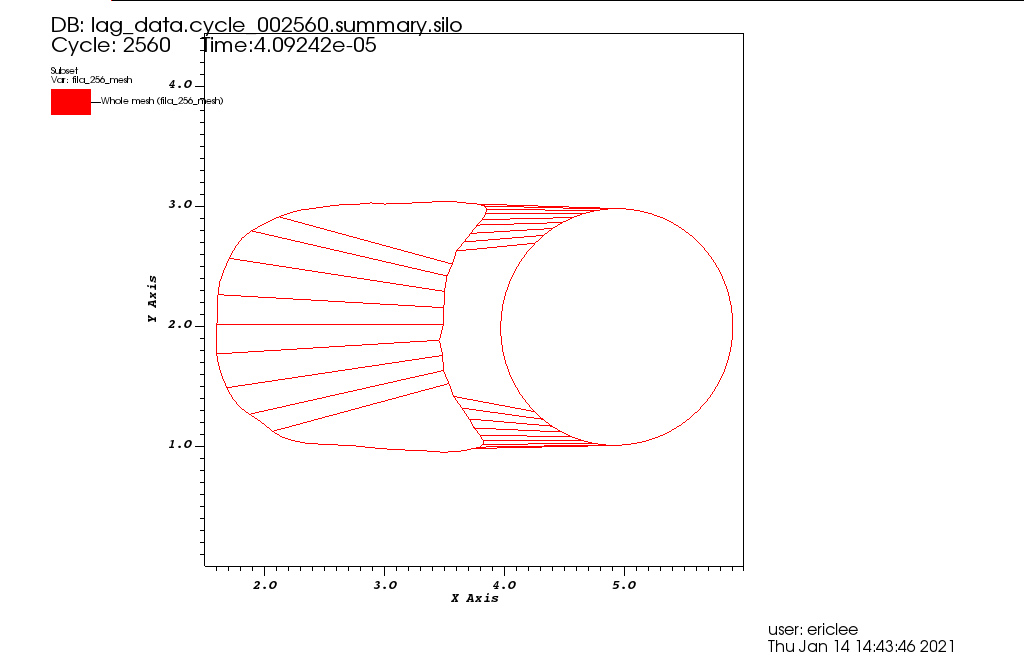 DB: lag_data.cycle_002560.summary.silo
Cycle: 2560 Time:4.09242e-05
Subset
Var: fila_256_mesh
Whole mesh (fila_256_mesh)
4.0
3.0
2.0
1.0
Y Axis
2.0 3.0 4.0 5.0
X Axis
user: ericlee
Thu Jan 14 14:43:46 2021